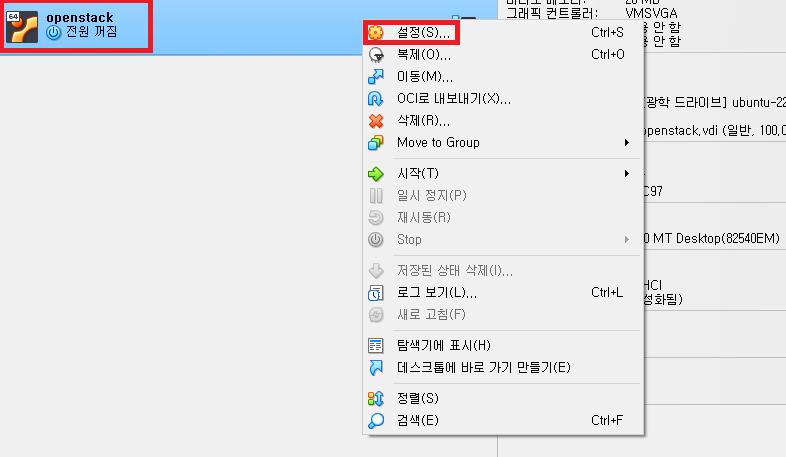 64
openstack
전원 꺼짐
그래픽 컨트롤러: VMSVGA
안 함
안 함
설정(S)... Ctrl+S
복제(O)... Ctrl+O
이동(M)...
OCI로 내보내기(X)...
삭제(R)...
Move to Group
시작(T)
일시 정지(P)
재시동(R)
Stop
저장된 상태 삭제(I)...
로그 보기(L)... Ctrl+L
새로 고침(F)
탐색기에 표시(H)
데스크톱에 바로 가기 만들기(E)
정렬(S)
검색(E) Ctrl+F
[광학 드라이브] ubuntu-22
openstack.vdi (일반, 100,0
C97
0 MT Desktop(82540EM)
HCI
성화됨)